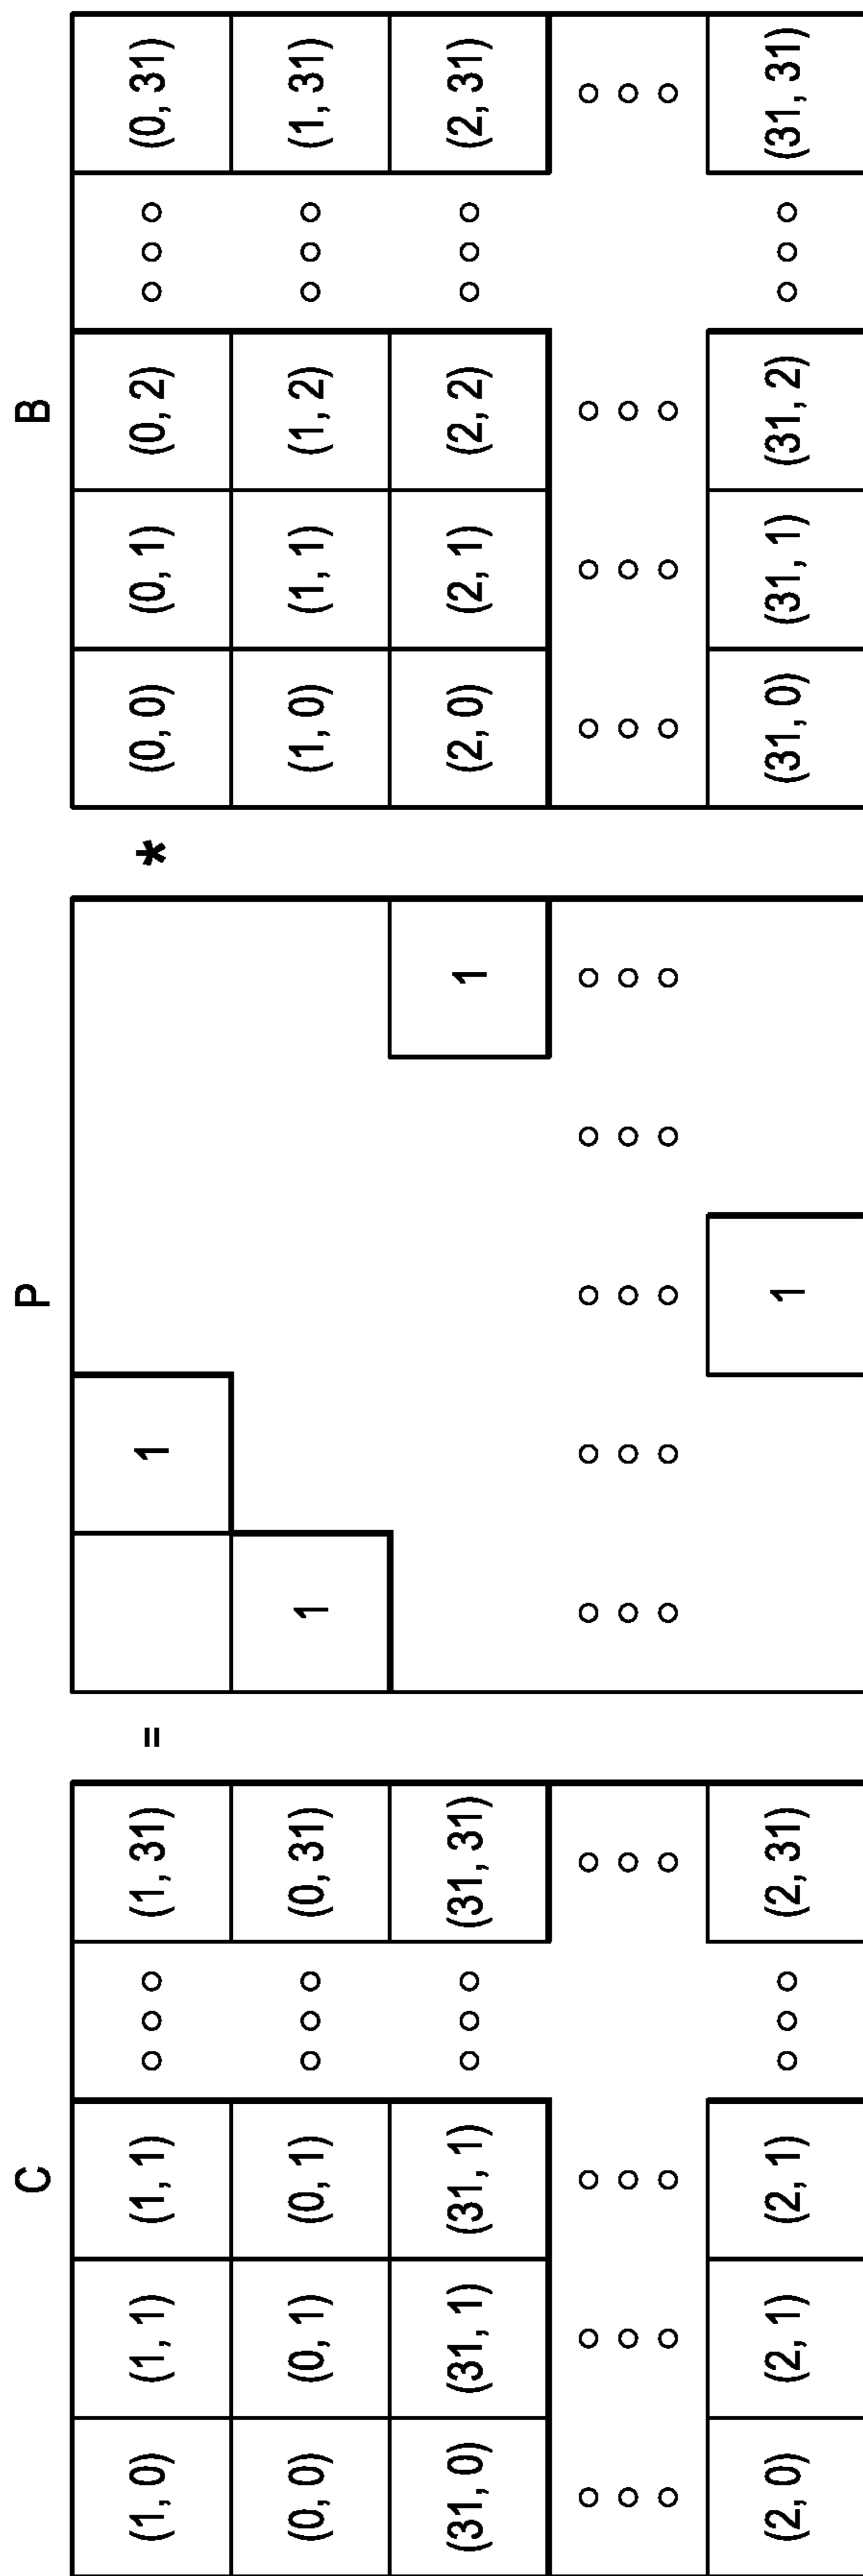 C P B
(1, 0) (1, 1) (1, 1) (1, 31) = 1 * (0, 0) (0, 1) (0, 2) (0, 31)
(0, 0) (0, 1) (0, 1) (0, 31) 1 (1, 0) (1, 1) (1, 2) (1, 31)
(31, 0) (31, 1) (31, 1) (31, 31) 1 (2, 0) (2, 1) (2, 2) (2, 31)
(2, 0) (2, 1) (2, 1) (2, 31) 1 (31, 0) (31, 1) (31, 2) (31, 31)